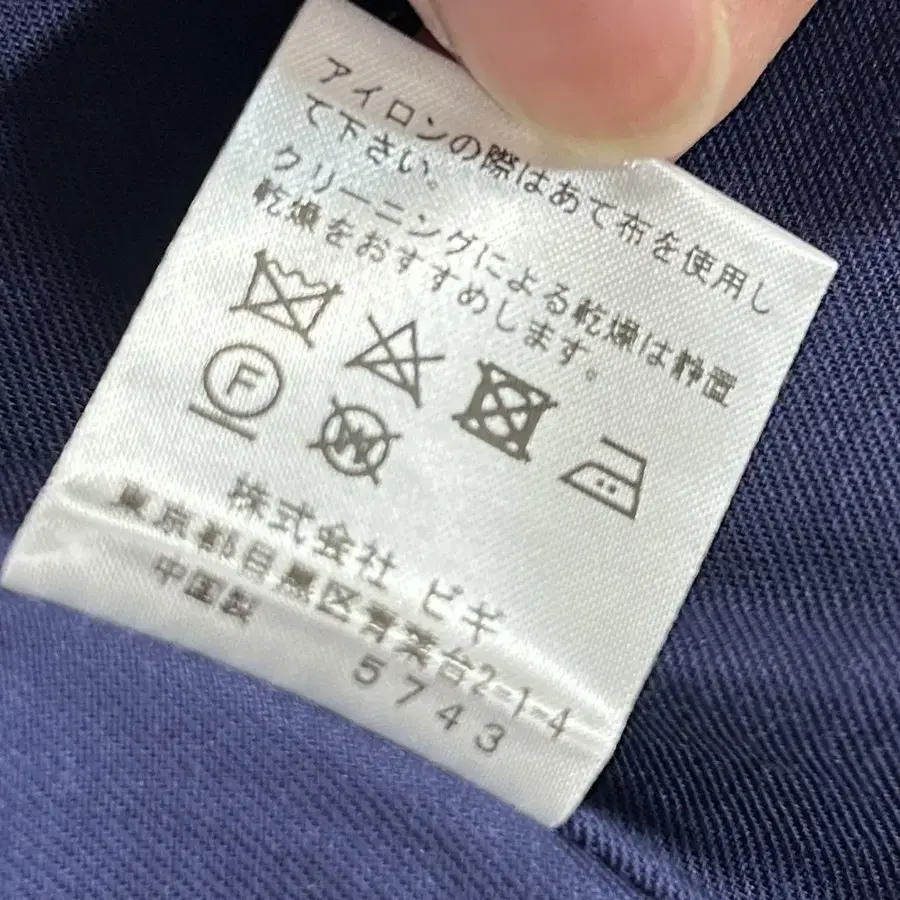 アイロンの際はあて布を使用し
て下さい。
クリーニングによる乾燥は静置
乾燥をおすすめします。
F
W
株式会社 ビギ
東京都目黒区青葉台2-1-4
中国製
5743